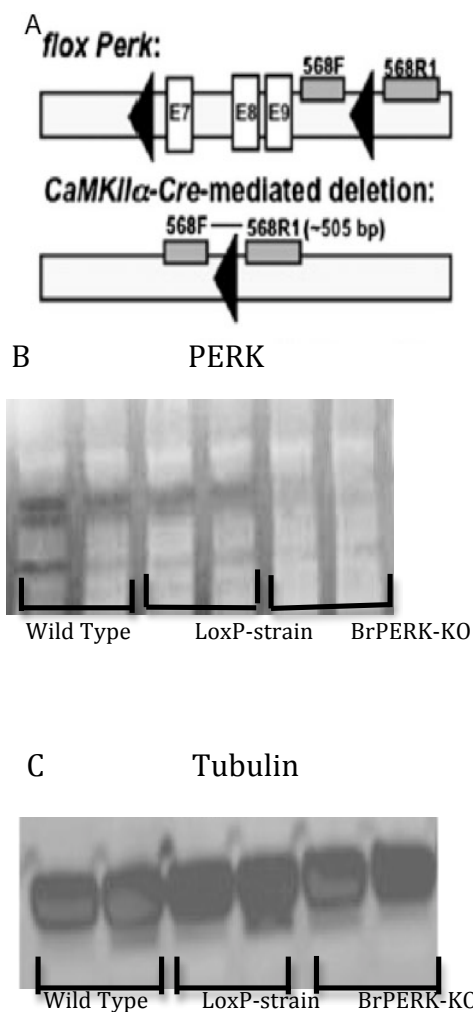 A
flox Perk:
568F 568R1
E7 E8 E9
CaMKIIα-Cre-mediated deletion:
568F 568R1(~505 bp)
B PERK
Wild Type LoxP-strain BrPERK-KO
C Tubulin
Wild Type LoxP-strain BrPERK-KO